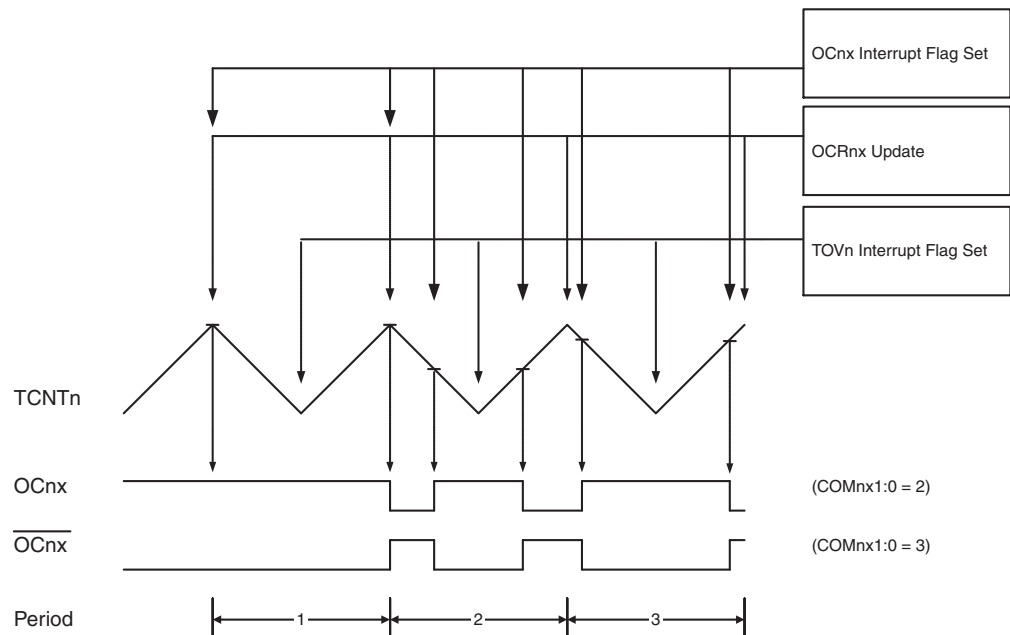 OCnx Interrupt Flag Set
OCRnx Update
TOVn Interrupt Flag Set
TCNTn
OCnx
(COMnx1:0 = 2)
OCnx
(COMnx1:0 = 3)
Period
1
2
3